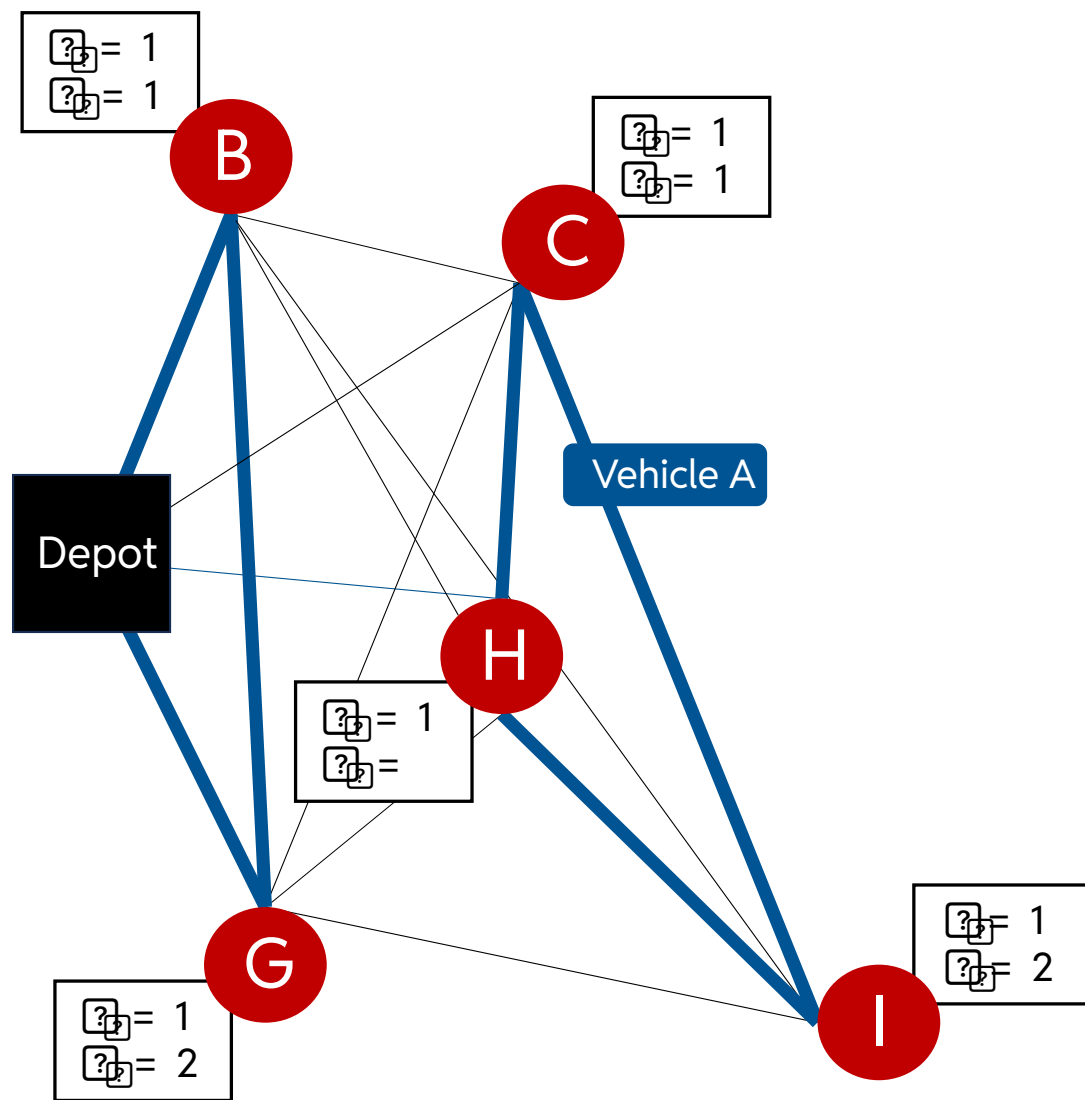 = 1
= 1
B
= 1
= 1
C
Vehicle A
Depot
H
= 1
=
= 1
= 2
G
= 1
= 2
I